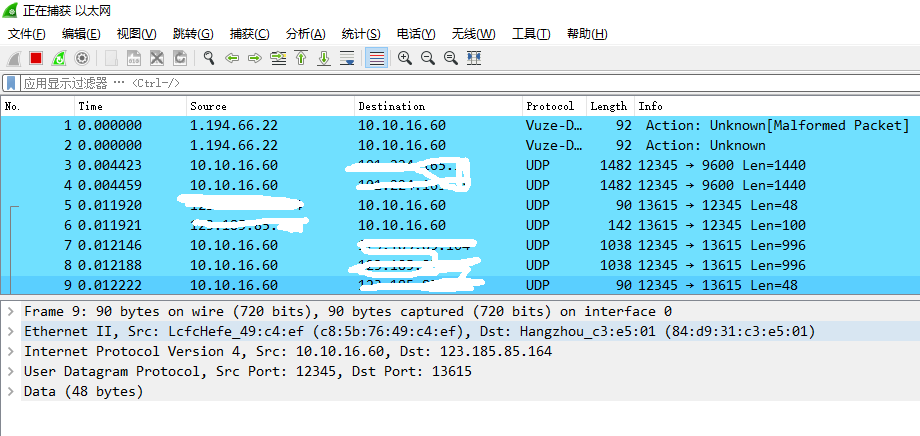 正在捕获 以太网
文件(F) 编辑(E) 视图(V) 跳转(G) 捕获(C) 分析(A) 统计(S) 电话(Y) 无线(W) 工具(T) 帮助(H)
应用显示过滤器 … <Ctrl-/>
No. Time Source Destination Protocol Length Info
1 0.000000 1.194.66.22 10.10.16.60 Vuze-D… 92 Action: Unknown[Malformed Packet]
2 0.000000 1.194.66.22 10.10.16.60 Vuze-D… 92 Action: Unknown
3 0.004423 10.10.16.60 UDP 1482 12345 → 9600 Len=1440
4 0.004459 10.10.16.60 UDP 1482 12345 → 9600 Len=1440
5 0.011920 10.10.16.60 UDP 90 13615 → 12345 Len=48
6 0.011921 10.10.16.60 UDP 142 13615 → 12345 Len=100
7 0.012146 10.10.16.60 UDP 1038 12345 → 13615 Len=996
8 0.012188 10.10.16.60 UDP 1038 12345 → 13615 Len=996
9 0.012222 10.10.16.60 UDP 90 12345 → 13615 Len=48
Frame 9: 90 bytes on wire (720 bits), 90 bytes captured (720 bits) on interface 0
Ethernet II, Src: LcfcHefe_49:c4:ef (c8:5b:76:49:c4:ef), Dst: Hangzhou_c3:e5:01 (84:d9:31:c3:e5:01)
Internet Protocol Version 4, Src: 10.10.16.60, Dst: 123.185.85.164
User Datagram Protocol, Src Port: 12345, Dst Port: 13615
Data (48 bytes)